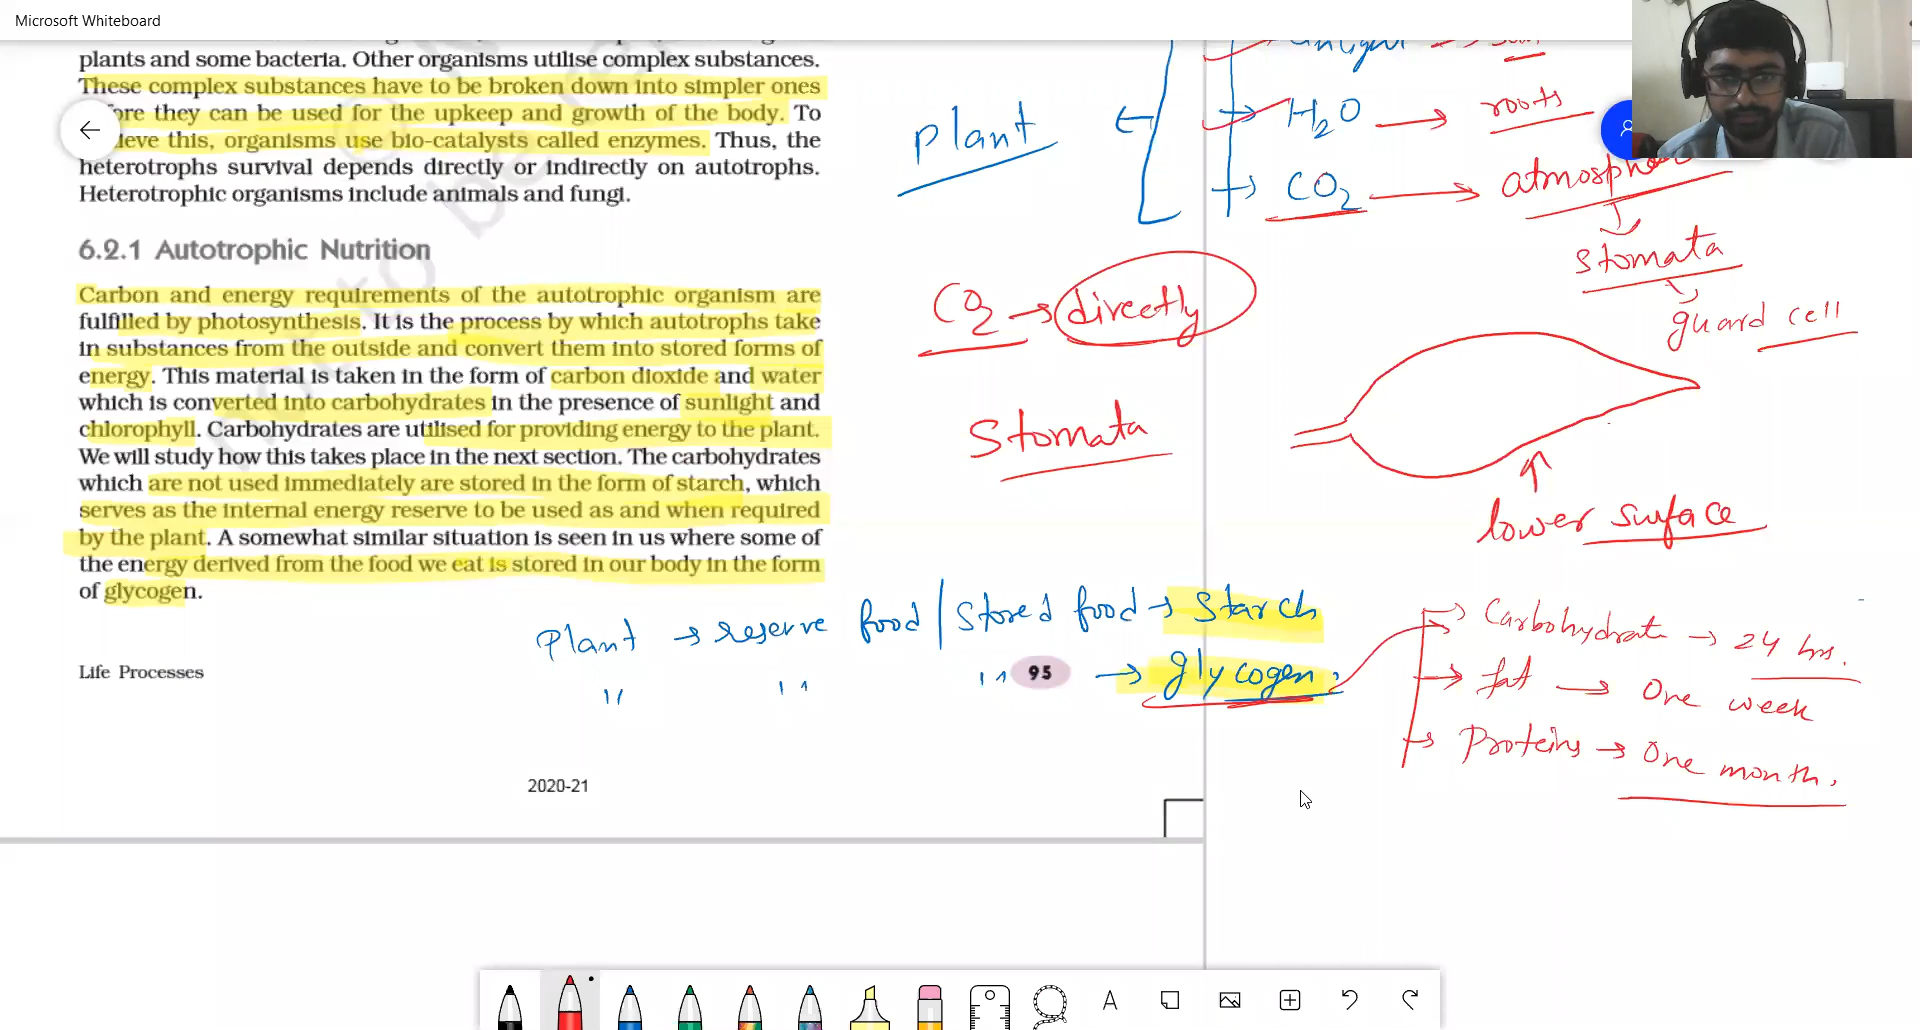 Microsoft Whiteboard
plants and some bacteria. Other organisms utilise complex substances.
These complex substances have to be broken down into simpler ones
ore they can be used for the upkeep and growth of the body. To
ieve this, organisms use bio-catalysts called enzymes. Thus, the
heterotrophs survival depends directly or indirectly on autotrophs.
Heterotrophic organisms include animals and fungi.
6.2.1 Autotrophic Nutrition
Carbon and energy requirements of the autotrophic organism are
fulfilled by photosynthesis. It is the process by which autotrophs take
in substances from the outside and convert them into stored forms of
energy. This material is taken in the form of carbon dioxide and water
which is converted into carbohydrates in the presence of sunlight and
chlorophyll. Carbohydrates are utilised for providing energy to the plant.
We will study how this takes place in the next section. The carbohydrates
which are not used immediately are stored in the form of starch, which
serves as the internal energy reserve to be used as and when required
by the plant. A somewhat similar situation is seen in us where some of
the energy derived from the food we eat is stored in our body in the form
of glycogen.
Life Processes
95
2020-21
Plant
H2O → roots
CO2 → atmosphe
stomata
guard cell
CO2 → directly
Stomata
lower surface
Plant → reserve food / Stored food → Starch
" " " → glycogen.
Carbohydrate → 24 hrs.
fat → One week
Proteins → One month.
A